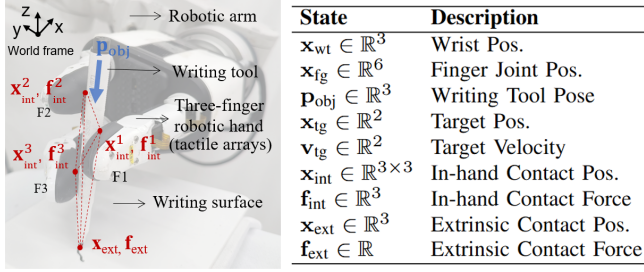 z
y
x
World frame
p_obj
Robotic arm
Writing tool
Three-finger
robotic hand
(tactile arrays)
x²_int, f²_int
F2
x³_int, f³_int
F3
x¹_int, f¹_int
F1
Writing surface
x_ext, f_ext
State Description
x_wt ∈ ℝ³ Wrist Pos.
x_fg ∈ ℝ⁶ Finger Joint Pos.
p_obj ∈ ℝ³ Writing Tool Pose
x_tg ∈ ℝ² Target Pos.
v_tg ∈ ℝ² Target Velocity
x_int ∈ ℝ³ˣ³ In-hand Contact Pos.
f_int ∈ ℝ³ In-hand Contact Force
x_ext ∈ ℝ³ Extrinsic Contact Pos.
f_ext ∈ ℝ Extrinsic Contact Force